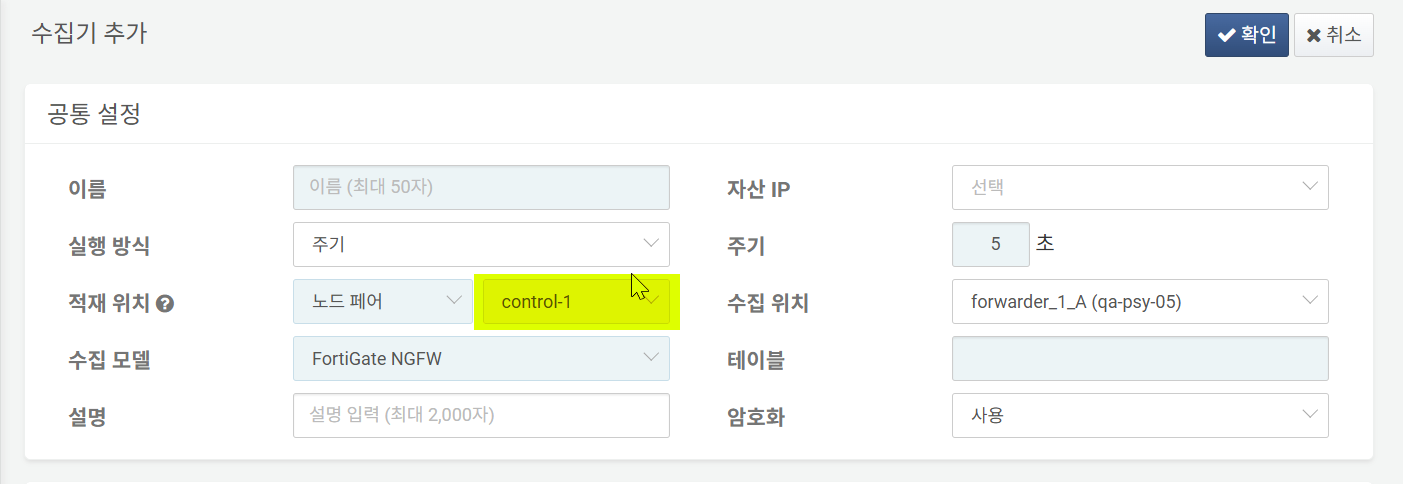 수집기 추가
확인
취소
공통 설정
이름
이름 (최대 50자)
자산 IP
선택
실행 방식
주기
주기
5 초
적재 위치
노드 페어
control-1
수집 위치
forwarder_1_A (qa-psy-05)
수집 모델
FortiGate NGFW
테이블
설명
설명 입력 (최대 2,000자)
암호화
사용